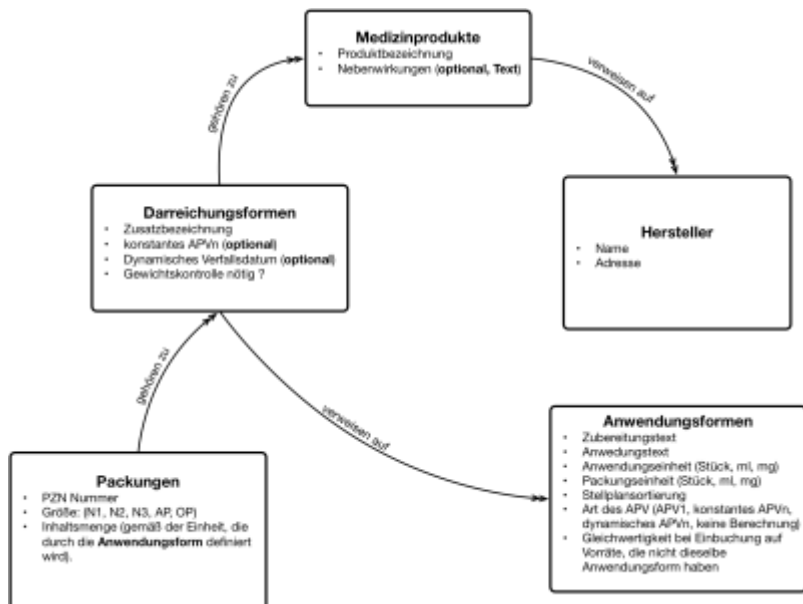 Medizinprodukte
• Produktbezeichnung
• Nebenwirkungen (optional, Text)
gehören zu
verweisen auf
Darreichungsformen
• Zusatzbezeichnung
• konstantes APVn (optional)
• Dynamisches Verfallsdatum (optional)
• Gewichtskontrolle nötig ?
Hersteller
• Name
• Adresse
gehören zu
verweisen auf
Packungen
• PZN Nummer
• Größe: (N1, N2, N3, AP, OP)
• Inhaltsmenge (gemäß der Einheit, die
durch die Anwendungsform definiert
wird).
Anwendungsformen
• Zubereitungstext
• Anwedungstext
• Anwendungseinheit (Stück, ml, mg)
• Packungseinheit (Stück, ml, mg)
• Stellplansortierung
• Art des APV (APV1, konstantes APVn,
dynamisches APVn, keine Berechnung)
• Gleichwertigkeit bei Einbuchung auf
Vorräte, die nicht dieselbe
Anwendungsform haben